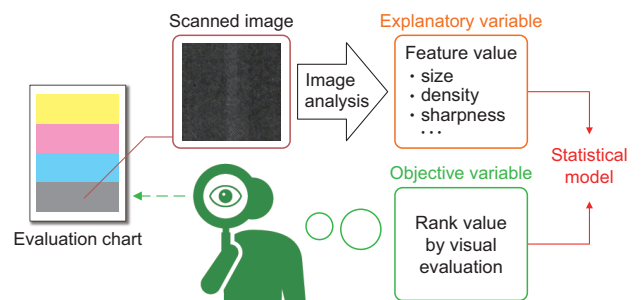 Scanned image
Explanatory variable
Image
analysis
Feature value
・size
・density
・sharpness
・・・
Statistical
model
Evaluation chart
Objective variable
Rank value
by visual
evaluation